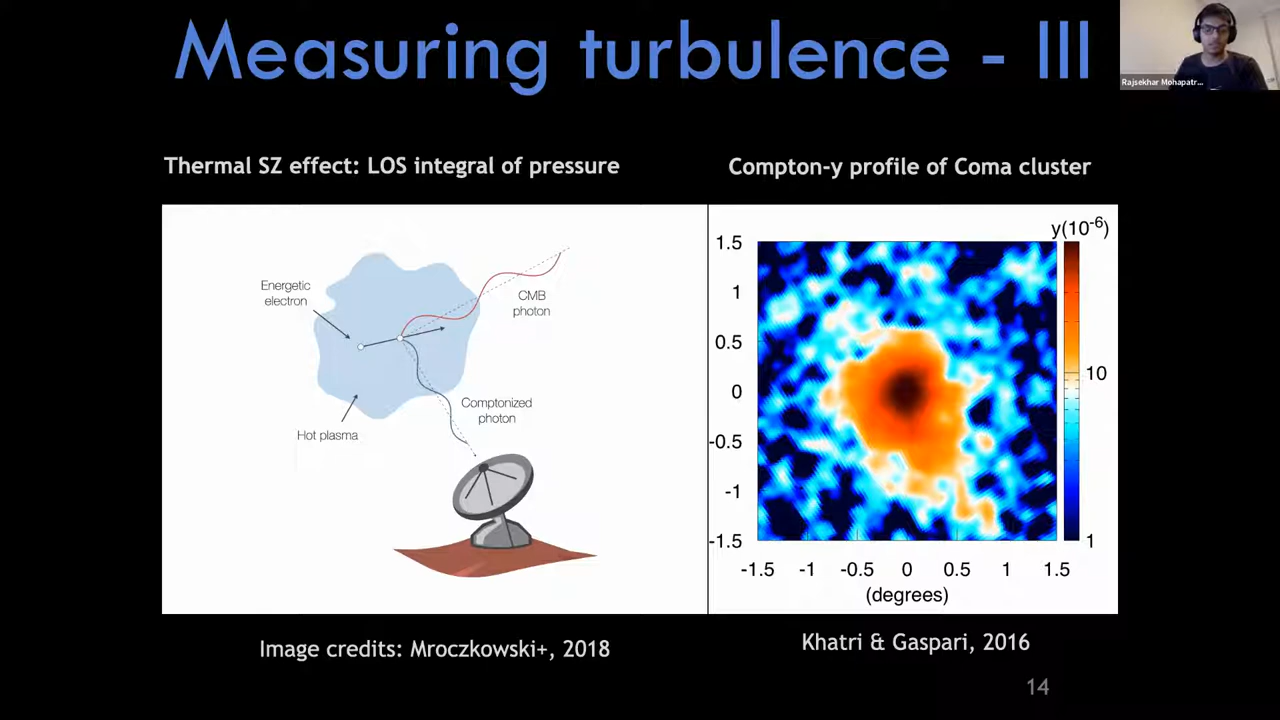 Measuring turbulence - III
Rajsekhar Mohapatr...
Thermal SZ effect: LOS integral of pressure
Compton-y profile of Coma cluster
Energetic
electron
CMB
photon
Comptonized
photon
Hot plasma
y(10-6)
1.5
1
0.5
0
-0.5
-1
-1.5
10
1
-1.5 -1 -0.5 0 0.5 1 1.5
(degrees)
Image credits: Mroczkowski+, 2018
Khatri & Gaspari, 2016
14